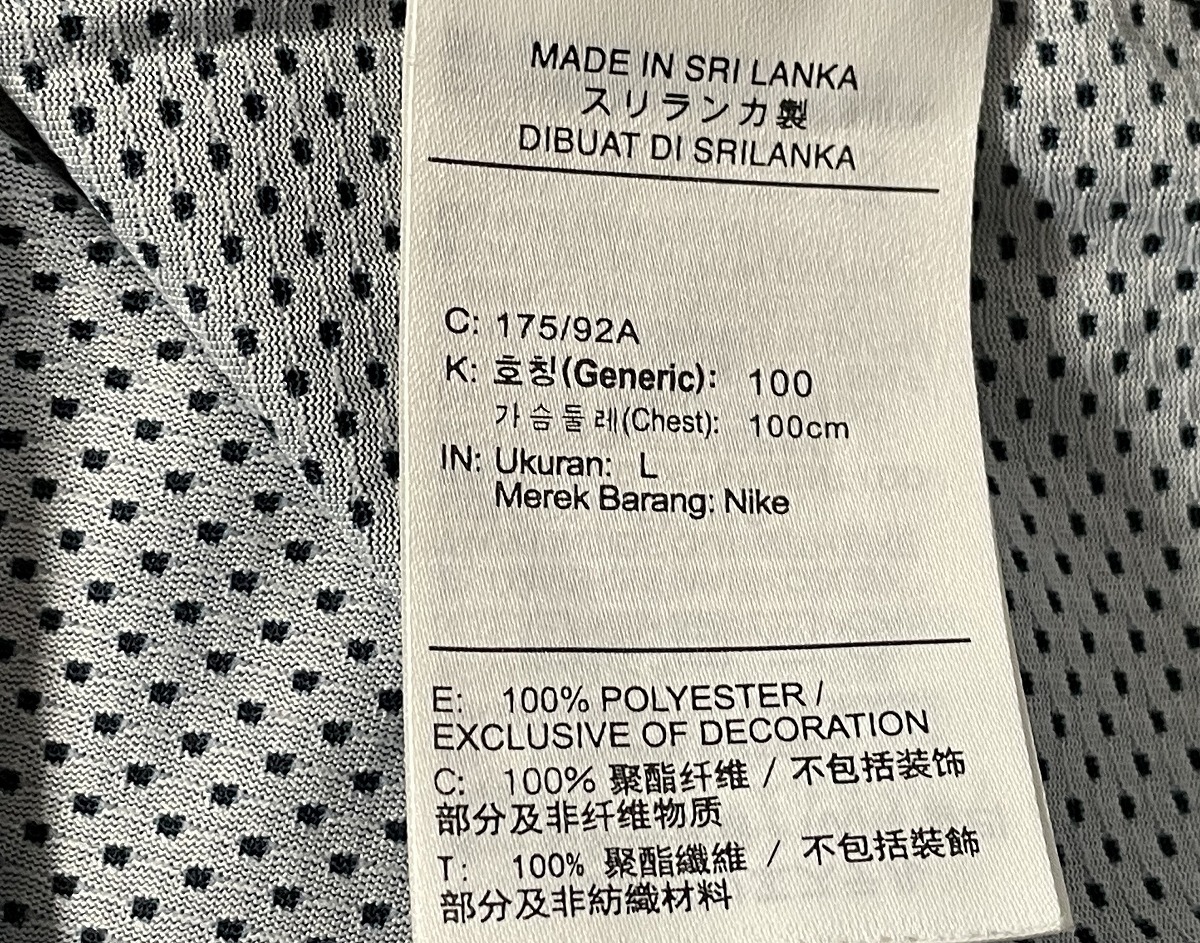 MADE IN SRI LANKA
スリランカ製
DIBUAT DI SRILANKA
C: 175/92A
K: 호칭(Generic): 100
가슴둘레(Chest): 100cm
IN: Ukuran: L
Merek Barang: Nike
E: 100% POLYESTER /
EXCLUSIVE OF DECORATION
C: 100% 聚酯纤维 / 不包括装饰
部分及非纤维物质
T: 100% 聚酯纖維 / 不包括裝飾
部分及非紡織材料